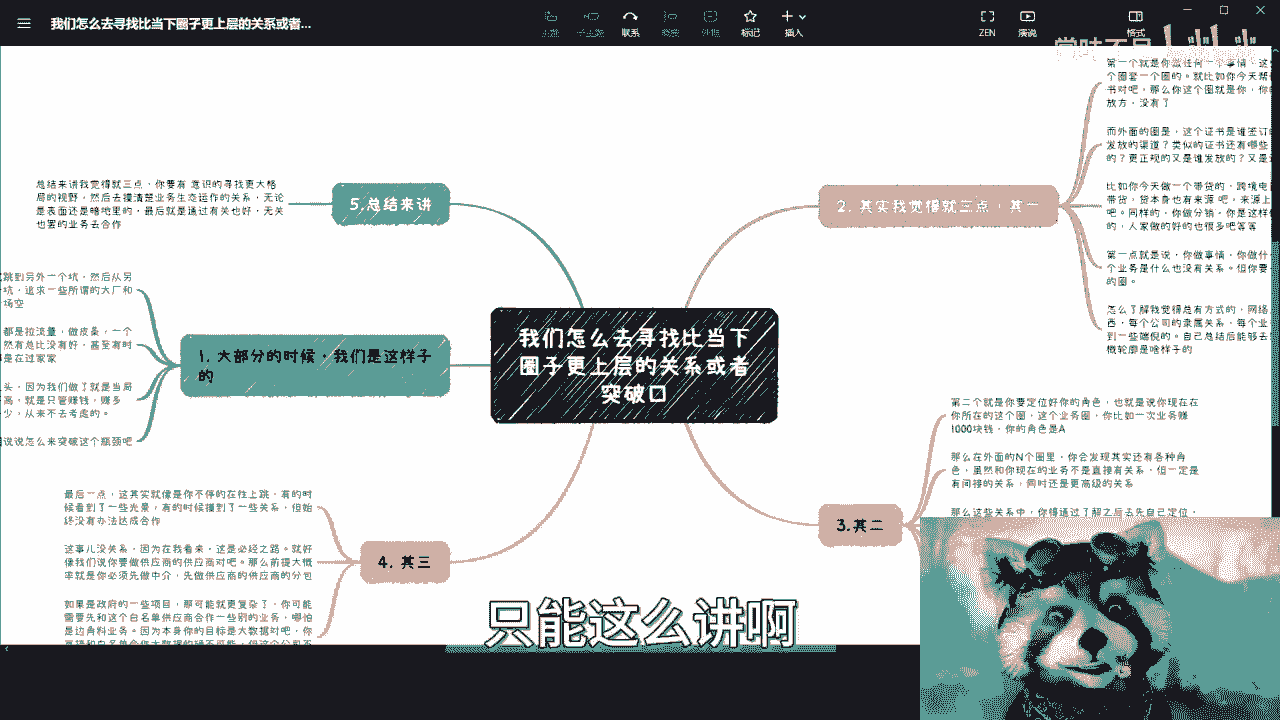 我们怎么去寻找比当下圈子更上层的关系或者...
联系
标记
插入
ZEN
演说
格式
总结来讲我觉得就三点，你要有 意识的寻找更大格
局的视野，然后去摸清楚业务生态运作的关系，无论
是表面还是暗地里的，最后就是通过有关也好，无关
也要的业务去合作
5.总结来讲
跳到另外一个坑，然后从另
坑，追求一些所谓的大厂和
场空
都是拉流量，做皮条，一个
然有总比没有好，甚至有时
是在过家家
头，因为我们做了就是当局
离，就是只管赚钱，赚多
少，从来不去考虑的。
说说怎么来突破这个瓶颈吧
1. 大部分的时候，我们是这样子
的
我们怎么去寻找比当下
圈子更上层的关系或者
突破口
2. 其实我觉得就三点，其一
第一个就是你做任何一个事情，这
个圈套一个圈的。就比如你今天帮
书对吧，那么你这个圈就是你，你
放方，没有了
而外面的圈是，这个证书是谁签订
发放的渠道？类似的证书还有哪些
的？更正规的又是谁发放的？又是
比如你今天做一个带货的，跨境电
带货，货本身也有来源 吧，来源上
吧。同样的，你做分销，你是这样
的，人家做的好的也很多吧等等
第一点就是说，你做事情，你做什
个业务是什么也没有关系。但你要
的圈。
怎么了解我觉得总有方式的，网络
西，每个公司的隶属关系，每个业
到一些端倪的。自己总结后能够去
概轮廓是啥样子的
第二个就是你要定位好你的角色，也就是说你现在在
你所在的这个圈，这个业务圈，你比如一次业务赚
1000块钱，你的角色是A
那么在外面的N个圈里，你会发现其实还有各种角
色，虽然和你现在的业务不是直接有关系，但一定是
有间接的关系，同时还是更高级的关系
那么这些关系中，你得通过了解之后去先自己定位，
3.其二
最后一点，这其实就像是你不停的在往上跳，有的时
候看到了一些光景，有的时候摸到了一些关系，但始
终没有办法达成合作
这事儿没关系，因为在我看来，这是必经之路。就好
像我们说你要做供应商的供应商对吧。那么前提大概
率就是你必须先做中介，先做供应商的供应商的分包
如果是政府的一些项目，那可能就更复杂了，你可能
需要先和这个白名单供应商合作一些别的业务，哪怕
是边角料业务。因为本身你的目标是大数据对吧，你
4. 其三
只能这么讲啊